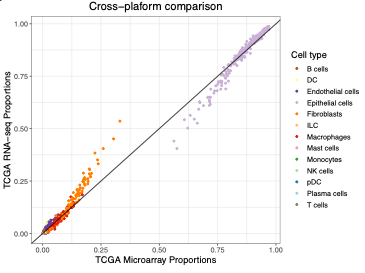 Cross-plaform comparison
1.00
0.75
0.50
0.25
0.00
TCGA RNA-seq Proportions
0.00 0.25 0.50 0.75 1.00
TCGA Microarray Proportions
Cell type
B cells
DC
Endothelial cells
Epithelial cells
Fibroblasts
ILC
Macrophages
Mast cells
Monocytes
NK cells
pDC
Plasma cells
T cells